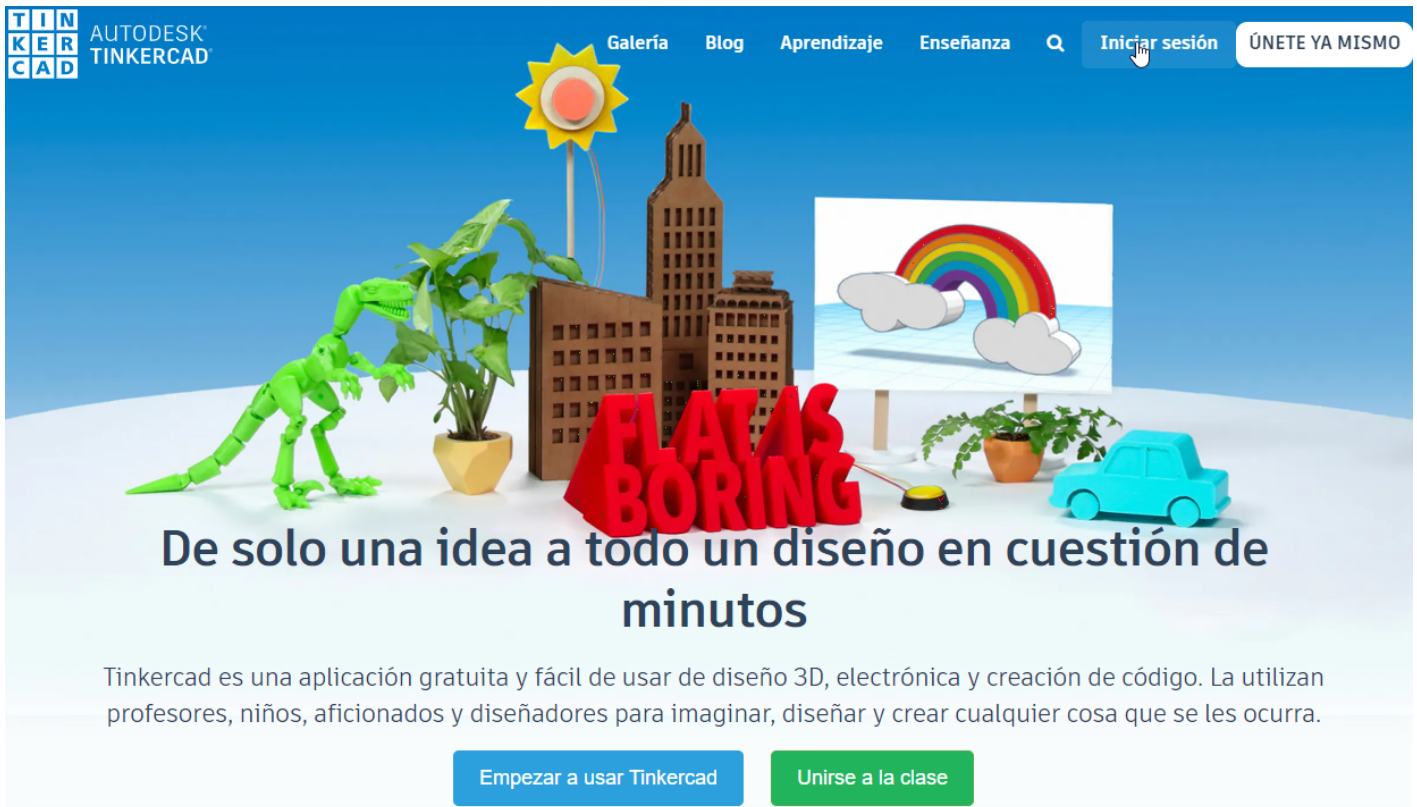 TIN
KER
CAD
AUTODESK®
TINKERCAD®
Galería Blog Aprendizaje Enseñanza Iniciar sesión ÚNETE YA MISMO
FLAT IS
BORING
De solo una idea a todo un diseño en cuestión de
minutos
Tinkercad es una aplicación gratuita y fácil de usar de diseño 3D, electrónica y creación de código. La utilizan
profesores, niños, aficionados y diseñadores para imaginar, diseñar y crear cualquier cosa que se les ocurra.
Empezar a usar Tinkercad Unirse a la clase